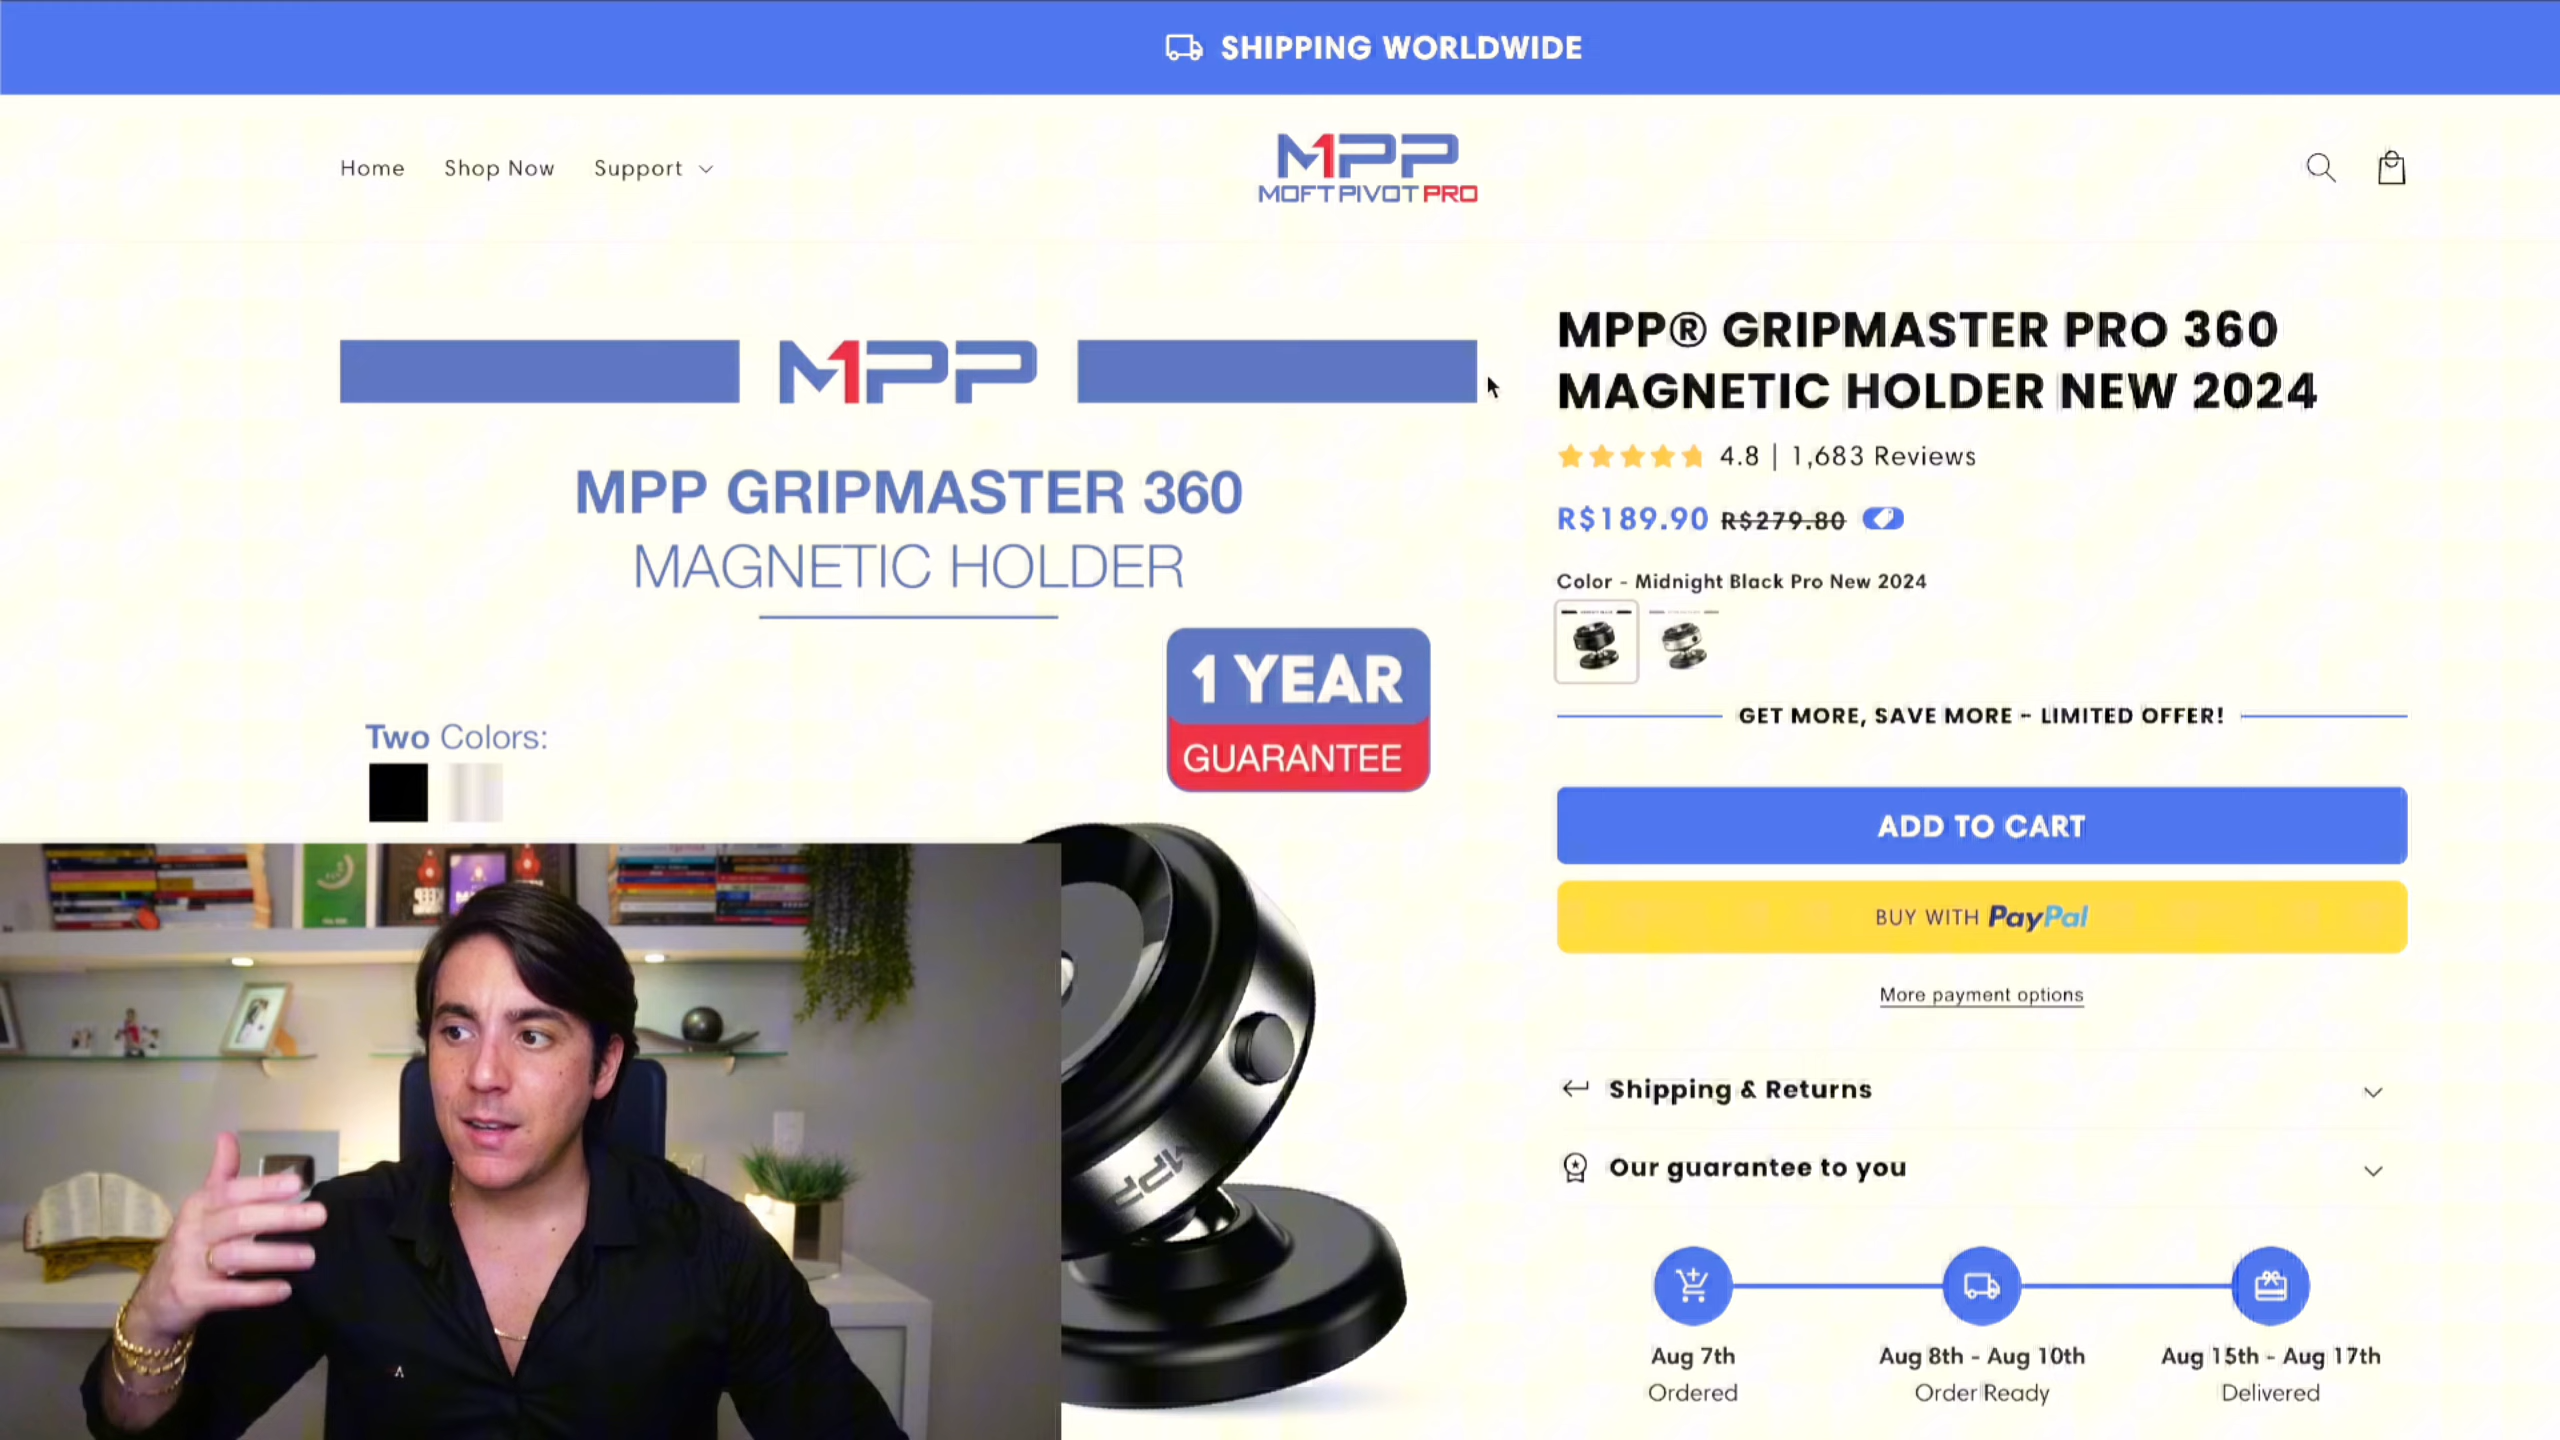 SHIPPING WORLDWIDE
Home
Shop Now
Support
MPP
MOFT PIVOT PRO
MPP
MPP GRIPMASTER 360
MAGNETIC HOLDER
1 YEAR
GUARANTEE
Two Colors:
MPP
MPP® GRIPMASTER PRO 360
MAGNETIC HOLDER NEW 2024
4.8 | 1,683 Reviews
R$189.90 R$279.80
Color - Midnight Black Pro New 2024
GET MORE, SAVE MORE - LIMITED OFFER!
ADD TO CART
BUY WITH PayPal
More payment options
Shipping & Returns
Our guarantee to you
Aug 7th
Ordered
Aug 8th - Aug 10th
Order Ready
Aug 15th - Aug 17th
Delivered